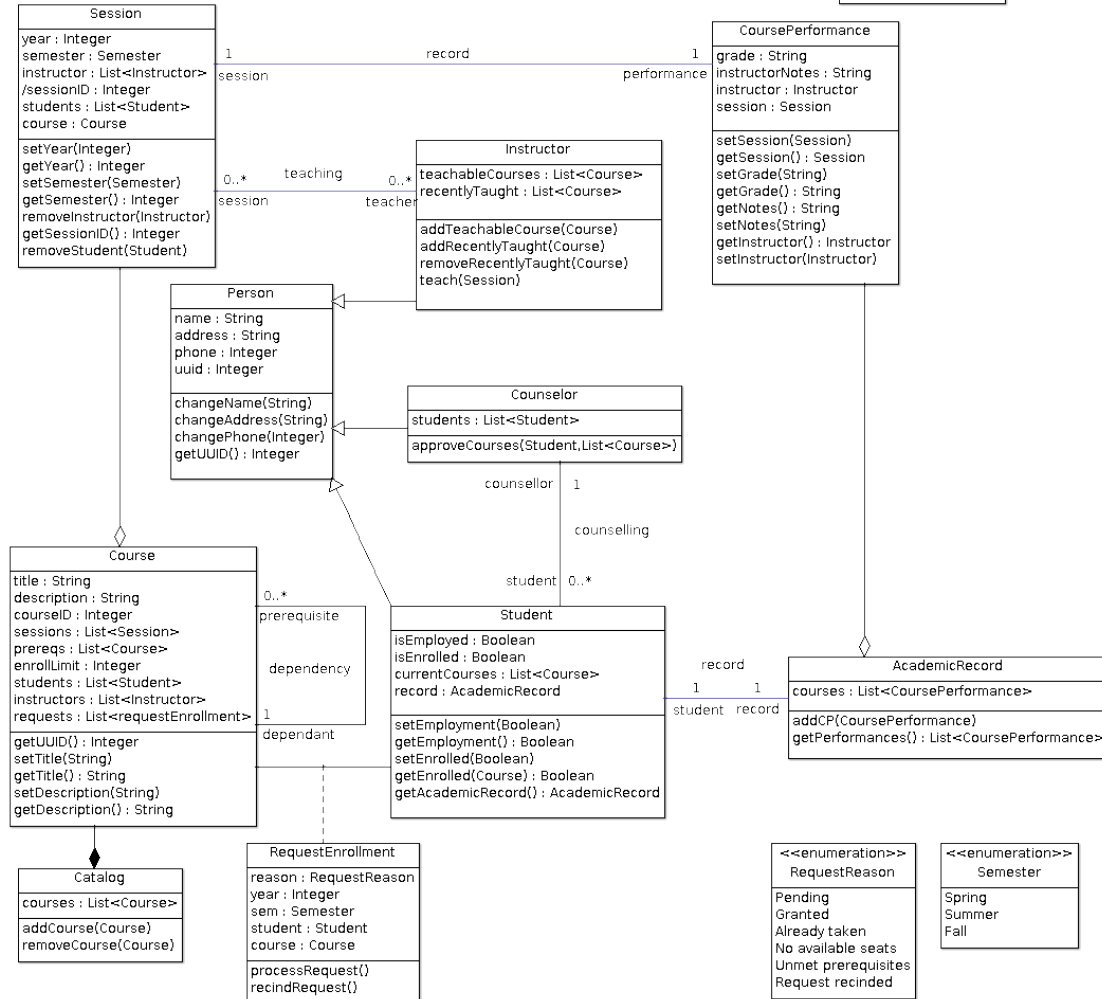 Session
year : Integer
semester : Semester
instructor : List<Instructor>
/sessionID : Integer
students : List<Student>
course : Course
setYear(Integer)
getYear() : Integer
setSemester(Semester)
getSemester() : Integer
removeInstructor(Instructor)
getSessionID() : Integer
removeStudent(Student)
1
record
1
session
performance
CoursePerformance
grade : String
instructorNotes : String
instructor : Instructor
session : Session
setSession(Session)
getSession() : Session
setGrade(String)
getGrade() : String
getNotes() : String
setNotes(String)
getInstructor() : Instructor
setInstructor(Instructor)
0..*
teaching
0..*
session
teacher
Instructor
teachableCourses : List<Course>
recentlyTaught : List<Course>
addTeachableCourse(Course)
addRecentlyTaught(Course)
removeRecentlyTaught(Course)
teach(Session)
Person
name : String
address : String
phone : Integer
uuid : Integer
changeName(String)
changeAddress(String)
changePhone(Integer)
getUUID() : Integer
Counselor
students : List<Student>
approveCourses(Student,List<Course>)
counsellor 1
counselling
student 0..*
Course
title : String
description : String
courseID : Integer
sessions : List<Session>
prereqs : List<Course>
enrollLimit : Integer
students : List<Student>
instructors : List<Instructor>
requests : List<requestEnrollment>
getUUID() : Integer
setTitle(String)
getTitle() : String
setDescription(String)
getDescription() : String
0..*
prerequisite
dependency
1
dependant
Student
isEmployed : Boolean
isEnrolled : Boolean
currentCourses : List<Course>
record : AcademicRecord
setEmployment(Boolean)
getEmployment() : Boolean
setEnrolled(Boolean)
getEnrolled(Course) : Boolean
getAcademicRecord() : AcademicRecord
record
1 1
student record
AcademicRecord
courses : List<CoursePerformance>
addCP(CoursePerformance)
getPerformances() : List<CoursePerformance>
Catalog
courses : List<Course>
addCourse(Course)
removeCourse(Course)
RequestEnrollment
reason : RequestReason
year : Integer
sem : Semester
student : Student
course : Course
processRequest()
recindRequest()
<<enumeration>>
RequestReason
Pending
Granted
Already taken
No available seats
Unmet prerequisites
Request recinded
<<enumeration>>
Semester
Spring
Summer
Fall